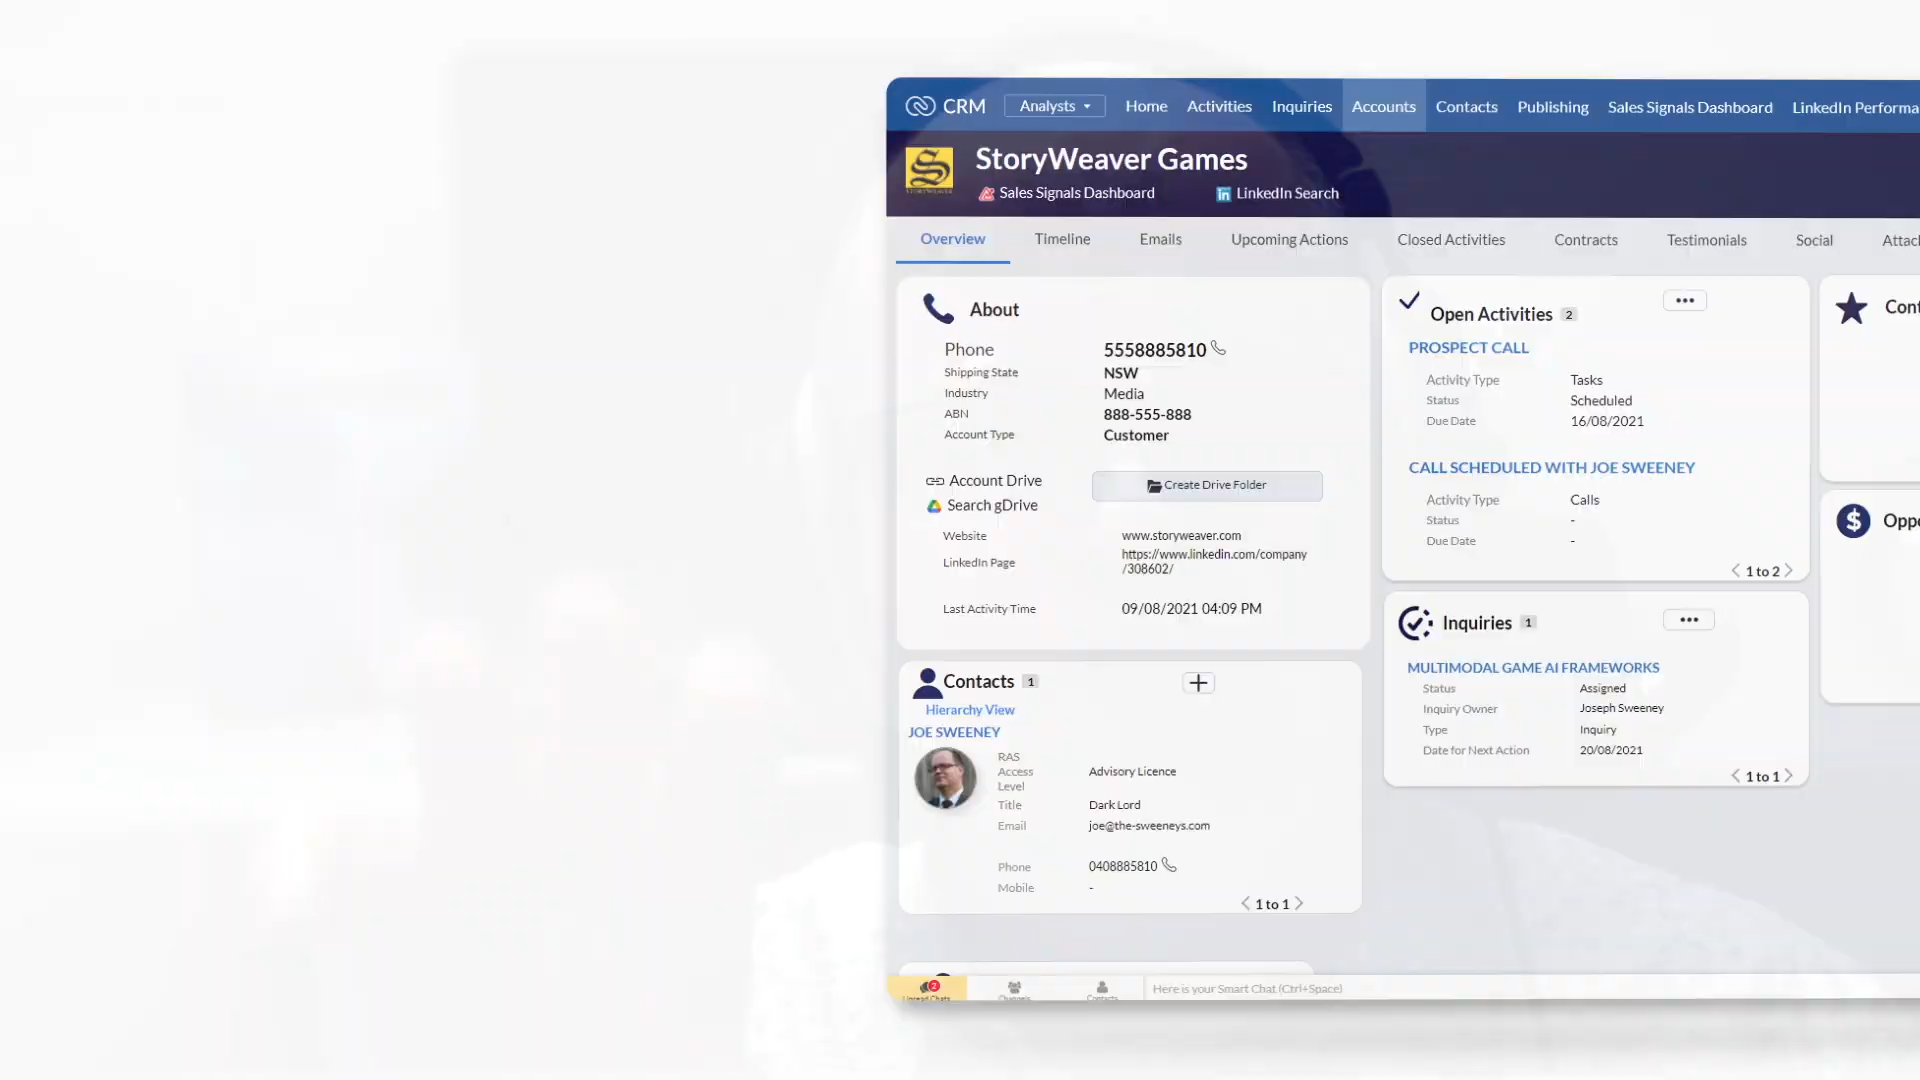 CRM Analysts Home Activities Inquiries Accounts Contacts Publishing Sales Signals Dashboard LinkedIn Performa
StoryWeaver Games
Sales Signals Dashboard LinkedIn Search
Overview Timeline Emails Upcoming Actions Closed Activities Contracts Testimonials Social Attac
About
Phone 5558885810
Shipping State NSW
Industry Media
ABN 888-555-888
Account Type Customer
Account Drive Create Drive Folder
Search gDrive
Website www.storyweaver.com
LinkedIn Page https://www.linkedin.com/company
/308602/
Last Activity Time 09/08/2021 04:09 PM
Contacts 1
Hierarchy View
JOE SWEENEY
RAS
Access
Level
Advisory Licence
Title Dark Lord
Email joe@the-sweeneys.com
Phone 0408885810
Mobile -
1 to 1
Open Activities 2
PROSPECT CALL
Activity Type Tasks
Status Scheduled
Due Date 16/08/2021
CALL SCHEDULED WITH JOE SWEENEY
Activity Type Calls
Status -
Due Date -
1 to 2
Inquiries 1
MULTIMODAL GAME AI FRAMEWORKS
Status Assigned
Inquiry Owner Joseph Sweeney
Type Inquiry
Date for Next Action 20/08/2021
1 to 1
Cont
Oppo
2
Unread Chats Channels Contacts Here is your Smart Chat (Ctrl+Space)